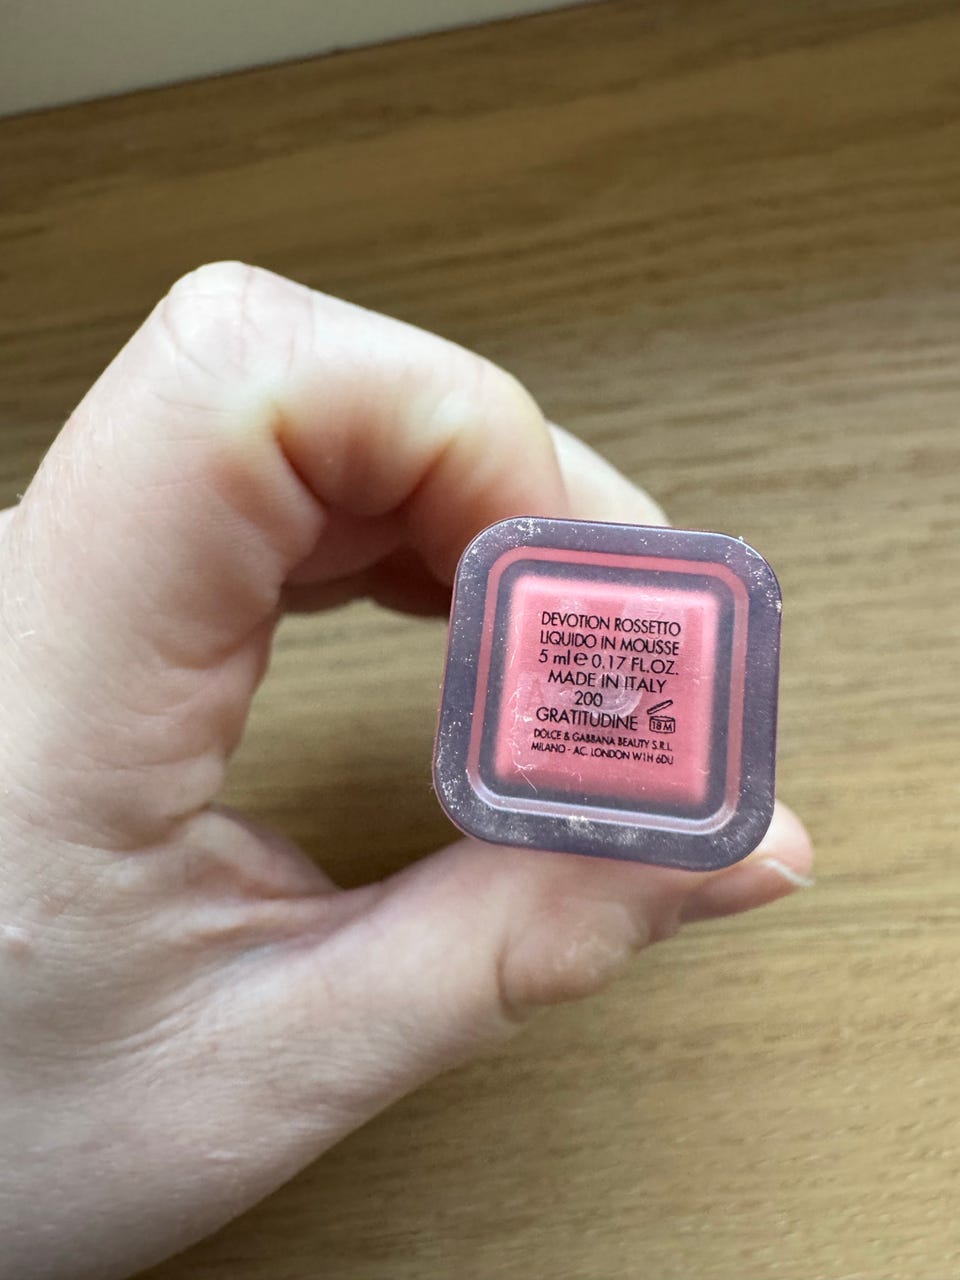 DEVOTION ROSSETTO
LIQUIDO IN MOUSSE
5 ml ℮ 0.17 FL.OZ.
MADE IN ITALY
200
GRATITUDINE
18 M
DOLCE & GABBANA BEAUTY S.R.L.
MILANO - AC. LONDON W1H 6DU